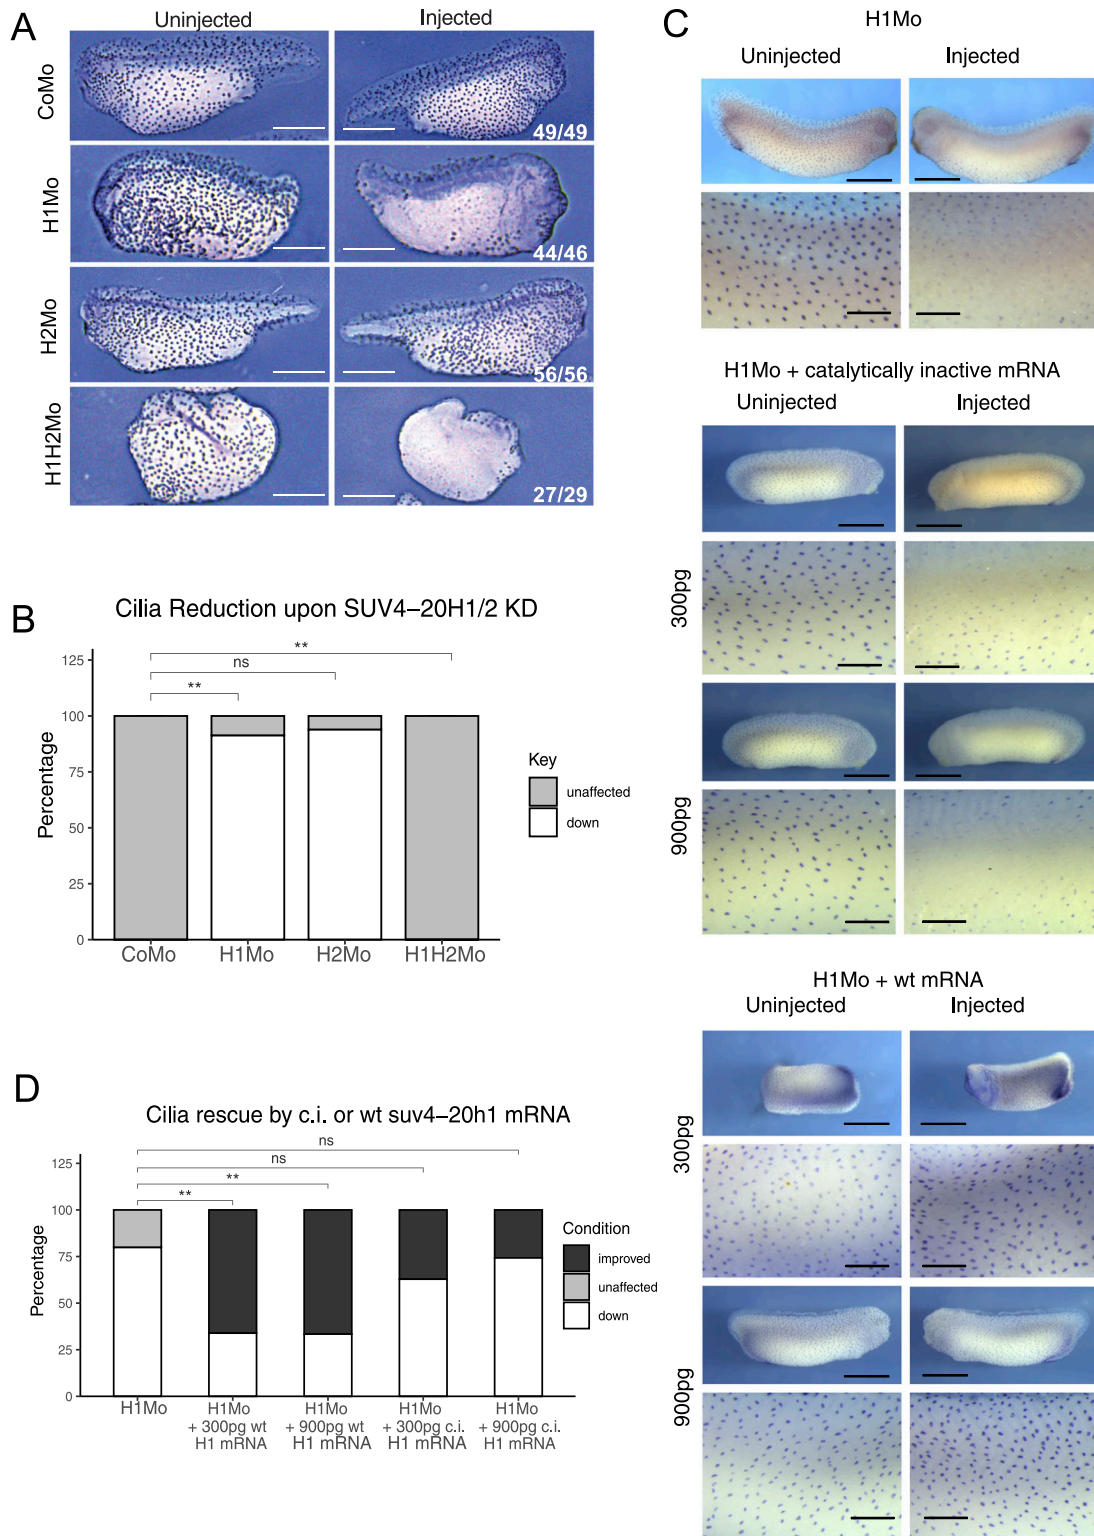 A
Uninjected
Injected
CoMo
49/49
H1Mo
44/46
H2Mo
56/56
H1H2Mo
27/29
B
Cilia Reduction upon SUV4–20H1/2 KD
**
ns
**
125
100
75
50
25
0
Percentage
CoMo
H1Mo
H2Mo
H1H2Mo
Key
unaffected
down
C
H1Mo
Uninjected
Injected
H1Mo + catalytically inactive mRNA
Uninjected
Injected
300pg
900pg
H1Mo + wt mRNA
Uninjected
Injected
300pg
900pg
D
Cilia rescue by c.i. or wt suv4–20h1 mRNA
ns
ns
**
**
125
100
75
50
25
0
Percentage
H1Mo
H1Mo + 300pg wt H1 mRNA
H1Mo + 900pg wt H1 mRNA
H1Mo + 300pg c.i. H1 mRNA
H1Mo + 900pg c.i. H1 mRNA
Condition
improved
unaffected
down